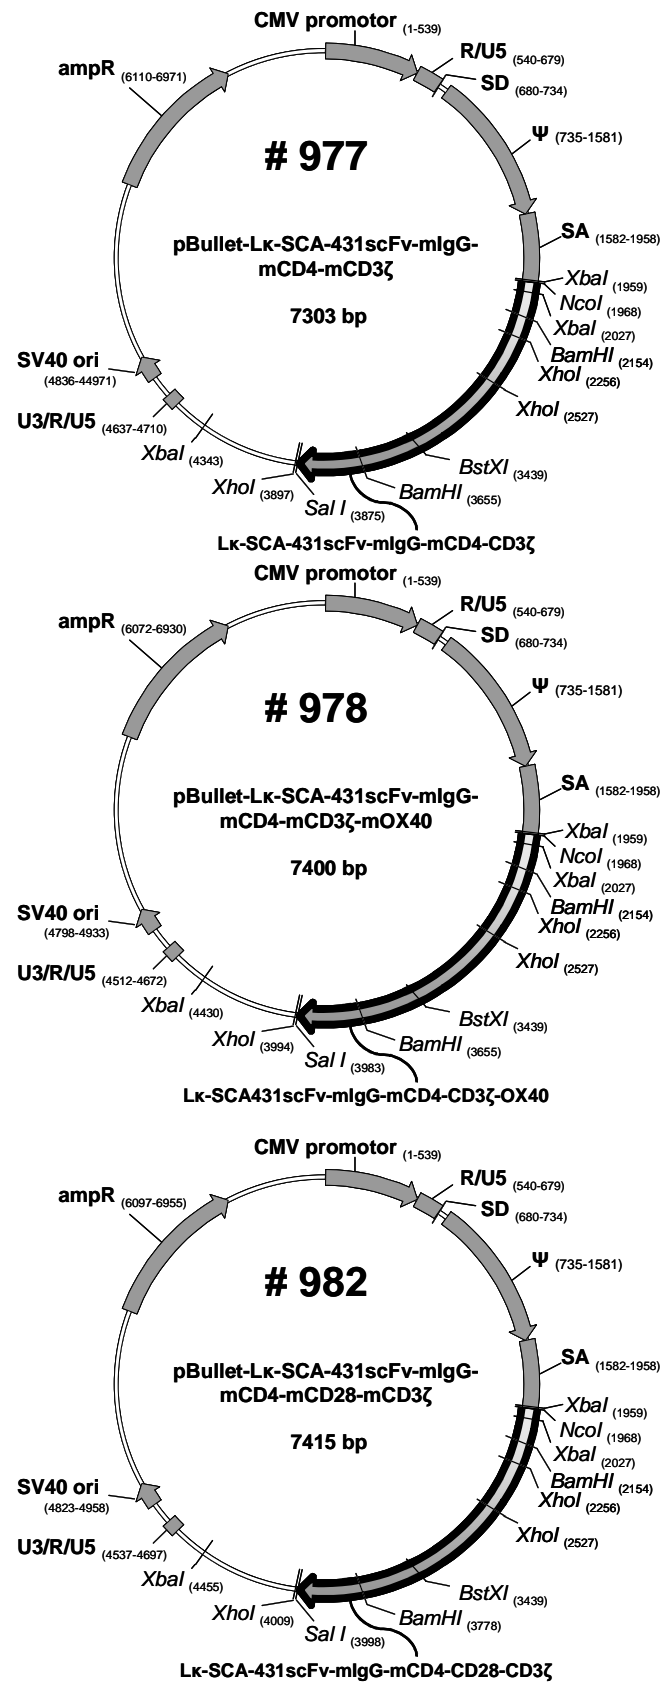 CMV promotor (1-539)
R/U5 (540-679)
SD (680-734)
ampR (6110-6971)
# 977
Ψ (735-1581)
pBullet-Lκ-SCA-431scFv-mIgG-
mCD4-mCD3ζ
7303 bp
SA (1582-1958)
XbaI (1959)
NcoI (1968)
XbaI (2027)
BamHI (2154)
XhoI (2256)
XhoI (2527)
SV40 ori
(4836-44971)
U3/R/U5 (4637-4710)
XbaI (4343)
BstXI (3439)
XhoI (3897)
BamHI (3655)
Sal I (3875)
Lκ-SCA-431scFv-mIgG-mCD4-CD3ζ
CMV promotor (1-539)
R/U5 (540-679)
SD (680-734)
ampR (6072-6930)
# 978
Ψ (735-1581)
pBullet-Lκ-SCA-431scFv-mIgG-
mCD4-mCD3ζ-mOX40
7400 bp
SA (1582-1958)
XbaI (1959)
NcoI (1968)
XbaI (2027)
BamHI (2154)
XhoI (2256)
XhoI (2527)
SV40 ori
(4798-4933)
U3/R/U5 (4512-4672)
XbaI (4430)
BstXI (3439)
XhoI (3994)
BamHI (3655)
Sal I (3983)
Lκ-SCA431scFv-mIgG-mCD4-CD3ζ-OX40
CMV promotor (1-539)
R/U5 (540-679)
SD (680-734)
ampR (6097-6955)
# 982
Ψ (735-1581)
pBullet-Lκ-SCA-431scFv-mIgG-
mCD4-mCD28-mCD3ζ
7415 bp
SA (1582-1958)
XbaI (1959)
NcoI (1968)
XbaI (2027)
BamHI (2154)
XhoI (2256)
XhoI (2527)
SV40 ori
(4823-4958)
U3/R/U5 (4537-4697)
XbaI (4455)
BstXI (3439)
XhoI (4009)
BamHI (3778)
Sal I (3998)
Lκ-SCA-431scFv-mIgG-mCD4-CD28-CD3ζ